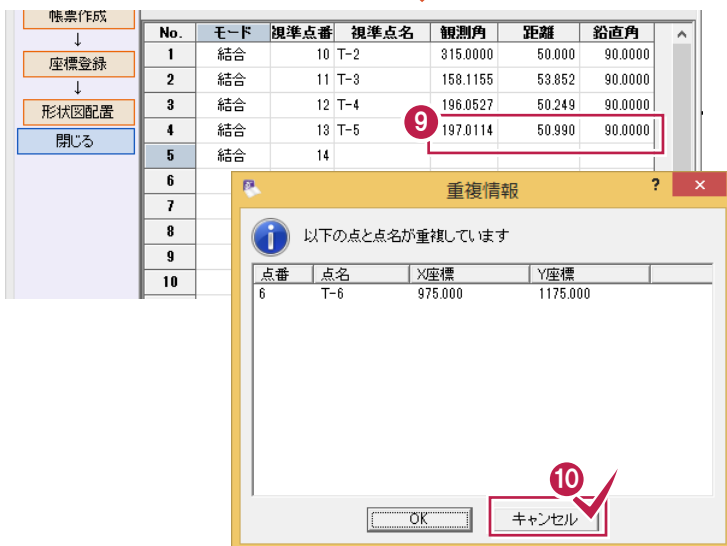 帳票作成
↓
座標登録
↓
形状図配置
閉じる
No. モード 視準点番 視準点名 観測角 距離 鉛直角
1 結合 10 T-2 315.0000 50.000 90.0000
2 結合 11 T-3 158.1155 53.852 90.0000
3 結合 12 T-4 196.0527 50.249 90.0000
4 結合 13 T-5 197.0114 50.990 90.0000
5 結合 14
6
7
8
9
10
9
重複情報 ? ×
以下の点と点名が重複しています
点番 点名 X座標 Y座標
6 T-6 975.000 1175.000
10
OK キャンセル